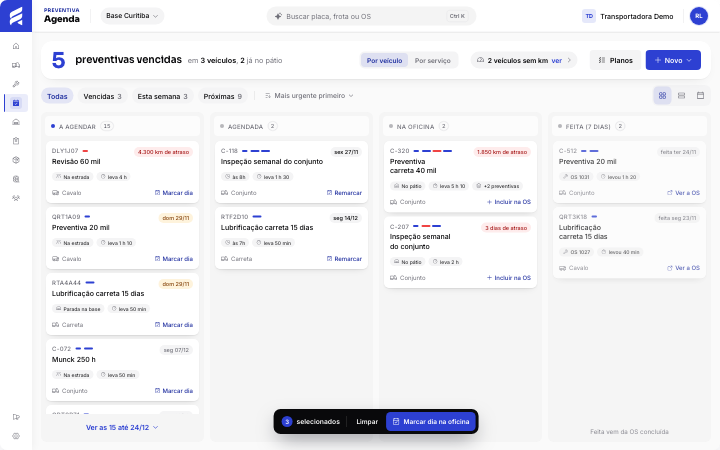 PREVENTIVA
Agenda
Base Curitiba
Buscar placa, frota ou OS
Ctrl K
TD
Transportadora Demo
RL
5 preventivas vencidas em 3 veículos, 2 já no pátio
Por veículo
Por serviço
2 veículos sem km ver
Planos
Novo
Todas
Vencidas 3
Esta semana 3
Próximas 9
Mais urgente primeiro
A AGENDAR 15
DLY1J07
4.300 km de atraso
Revisão 60 mil
Na estrada
leva 4 h
Cavalo
Marcar dia
QRT1A09
dom 29/11
Preventiva 20 mil
Na estrada
leva 1 h 10
Cavalo
Marcar dia
RTA4A44
dom 29/11
Lubrificação carreta 15 dias
Parada na base
leva 50 min
Carreta
Marcar dia
C-072
seg 07/12
Munck 250 h
Na estrada
leva 50 min
Conjunto
Marcar dia
Ver as 15 até 24/12
AGENDADA 2
C-118
sex 27/11
Inspeção semanal do conjunto
às 8h
leva 1 h 30
Conjunto
Remarcar
RTF2D10
seg 14/12
Lubrificação carreta 15 dias
às 7h
leva 50 min
Carreta
Remarcar
NA OFICINA 2
C-320
1.850 km de atraso
Preventiva
carreta 40 mil
No pátio
leva 5 h 10
+2 preventivas
Conjunto
Incluir na OS
C-207
3 dias de atraso
Inspeção semanal
do conjunto
No pátio
leva 2 h
Conjunto
Incluir na OS
FEITA (7 DIAS) 2
C-512
feita ter 24/11
Preventiva 20 mil
OS 1031
levou 1 h 20
Conjunto
Ver a OS
QRT3K18
feita seg 23/11
Lubrificação
carreta 15 dias
OS 1027
levou 40 min
Cavalo
Ver a OS
Feita vem da OS concluída
3 selecionados
Limpar
Marcar dia na oficina